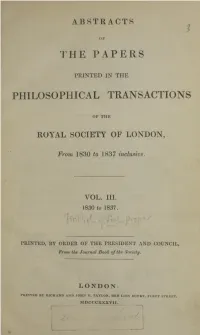 ABSTRACTS
OF
THE PAPERS
PRINTED IN THE
PHILOSOPHICAL TRANSACTIONS
OF THE
ROYAL SOCIETY OF LONDON,
From 1830 to 1837 inclusive.
VOL. III.
1830 to 1837.
PRINTED, BY ORDER OF THE PRESIDENT AND COUNCIL,
From the Journal Book of the Society.
LONDON:
PRINTED BY RICHARD AND JOHN E. TAYLOR, RED LION COURT, FLEET STREET.
MDCCCXXXVII.